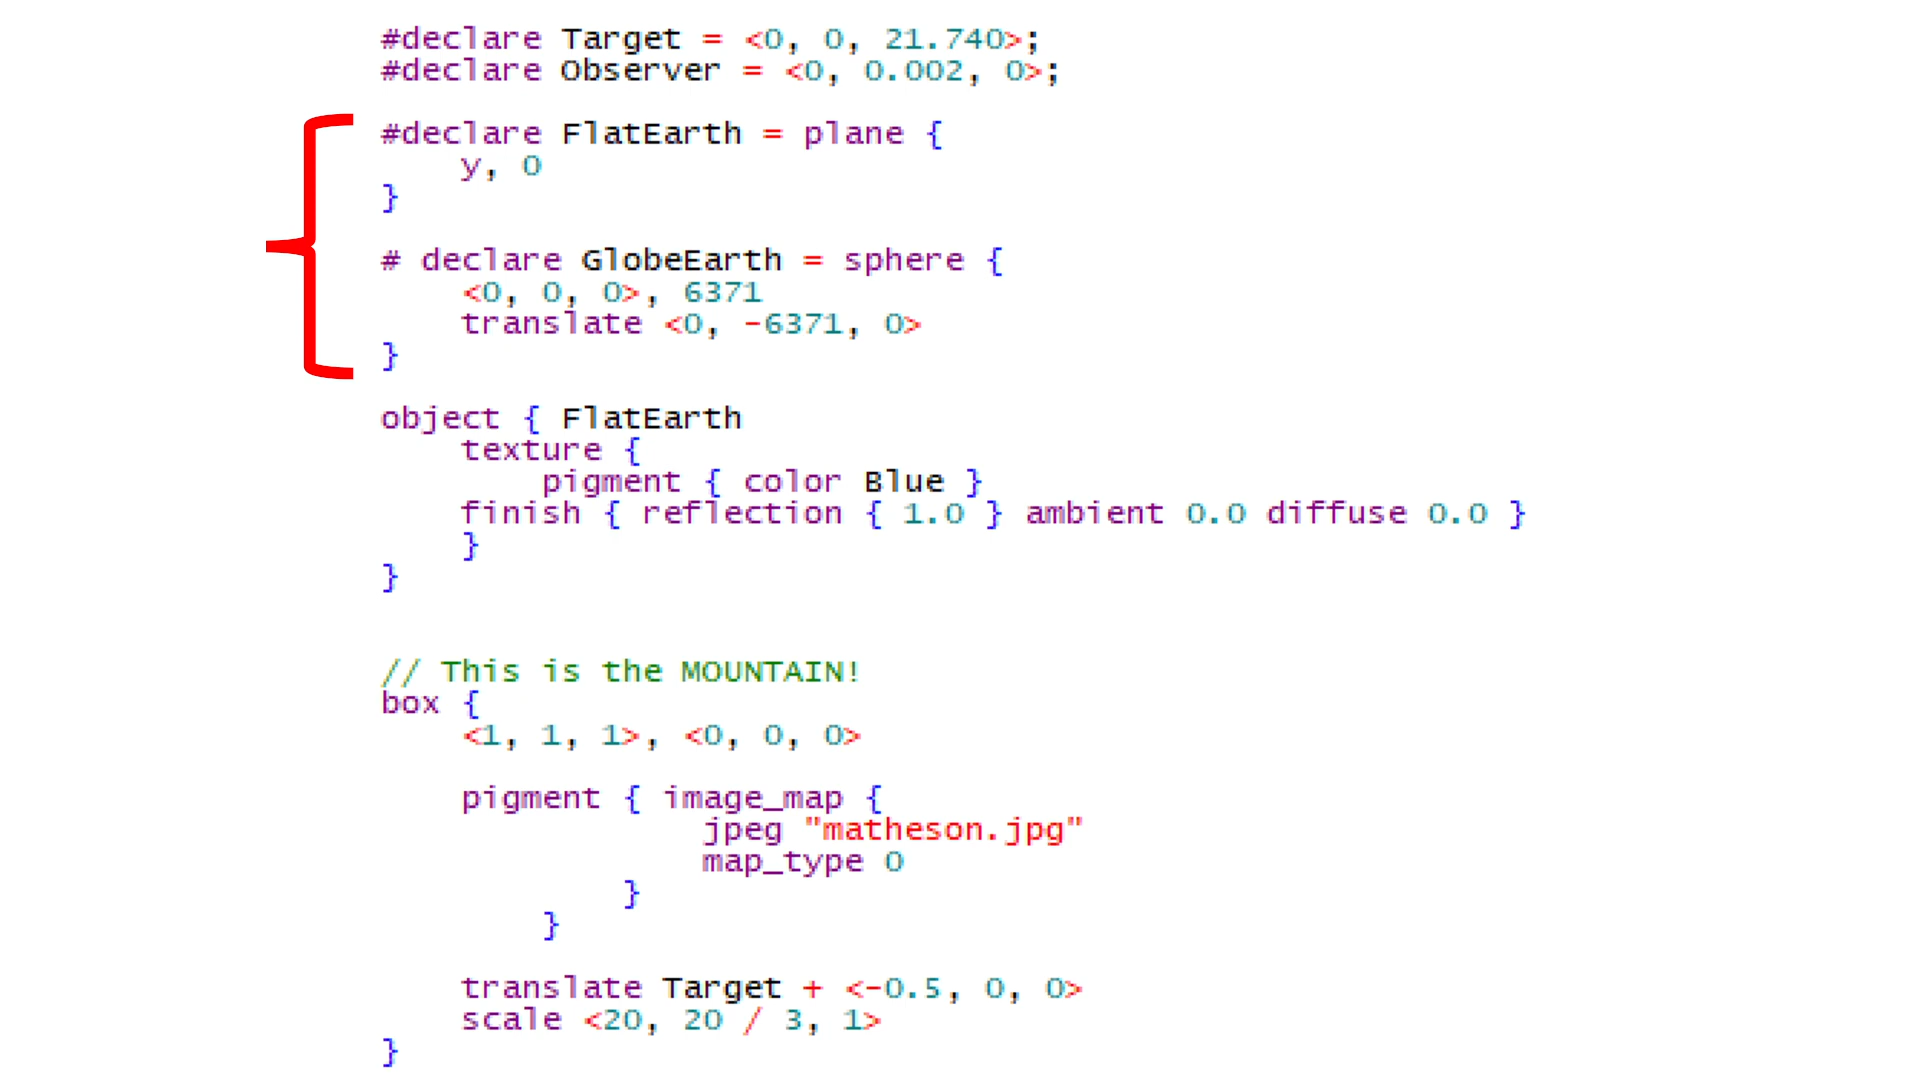 #declare Target = <0, 0, 21.740>;
#declare Observer = <0, 0.002, 0>;
#declare FlatEarth = plane {
y, 0
}
# declare GlobeEarth = sphere {
<0, 0, 0>, 6371
translate <0, -6371, 0>
}
object { FlatEarth
texture {
pigment { color Blue }
finish { reflection { 1.0 } ambient 0.0 diffuse 0.0 }
}
}
// This is the MOUNTAIN!
box {
<1, 1, 1>, <0, 0, 0>
pigment { image_map {
jpeg "matheson.jpg"
map_type 0
}
}
translate Target + <-0.5, 0, 0>
scale <20, 20 / 3, 1>
}